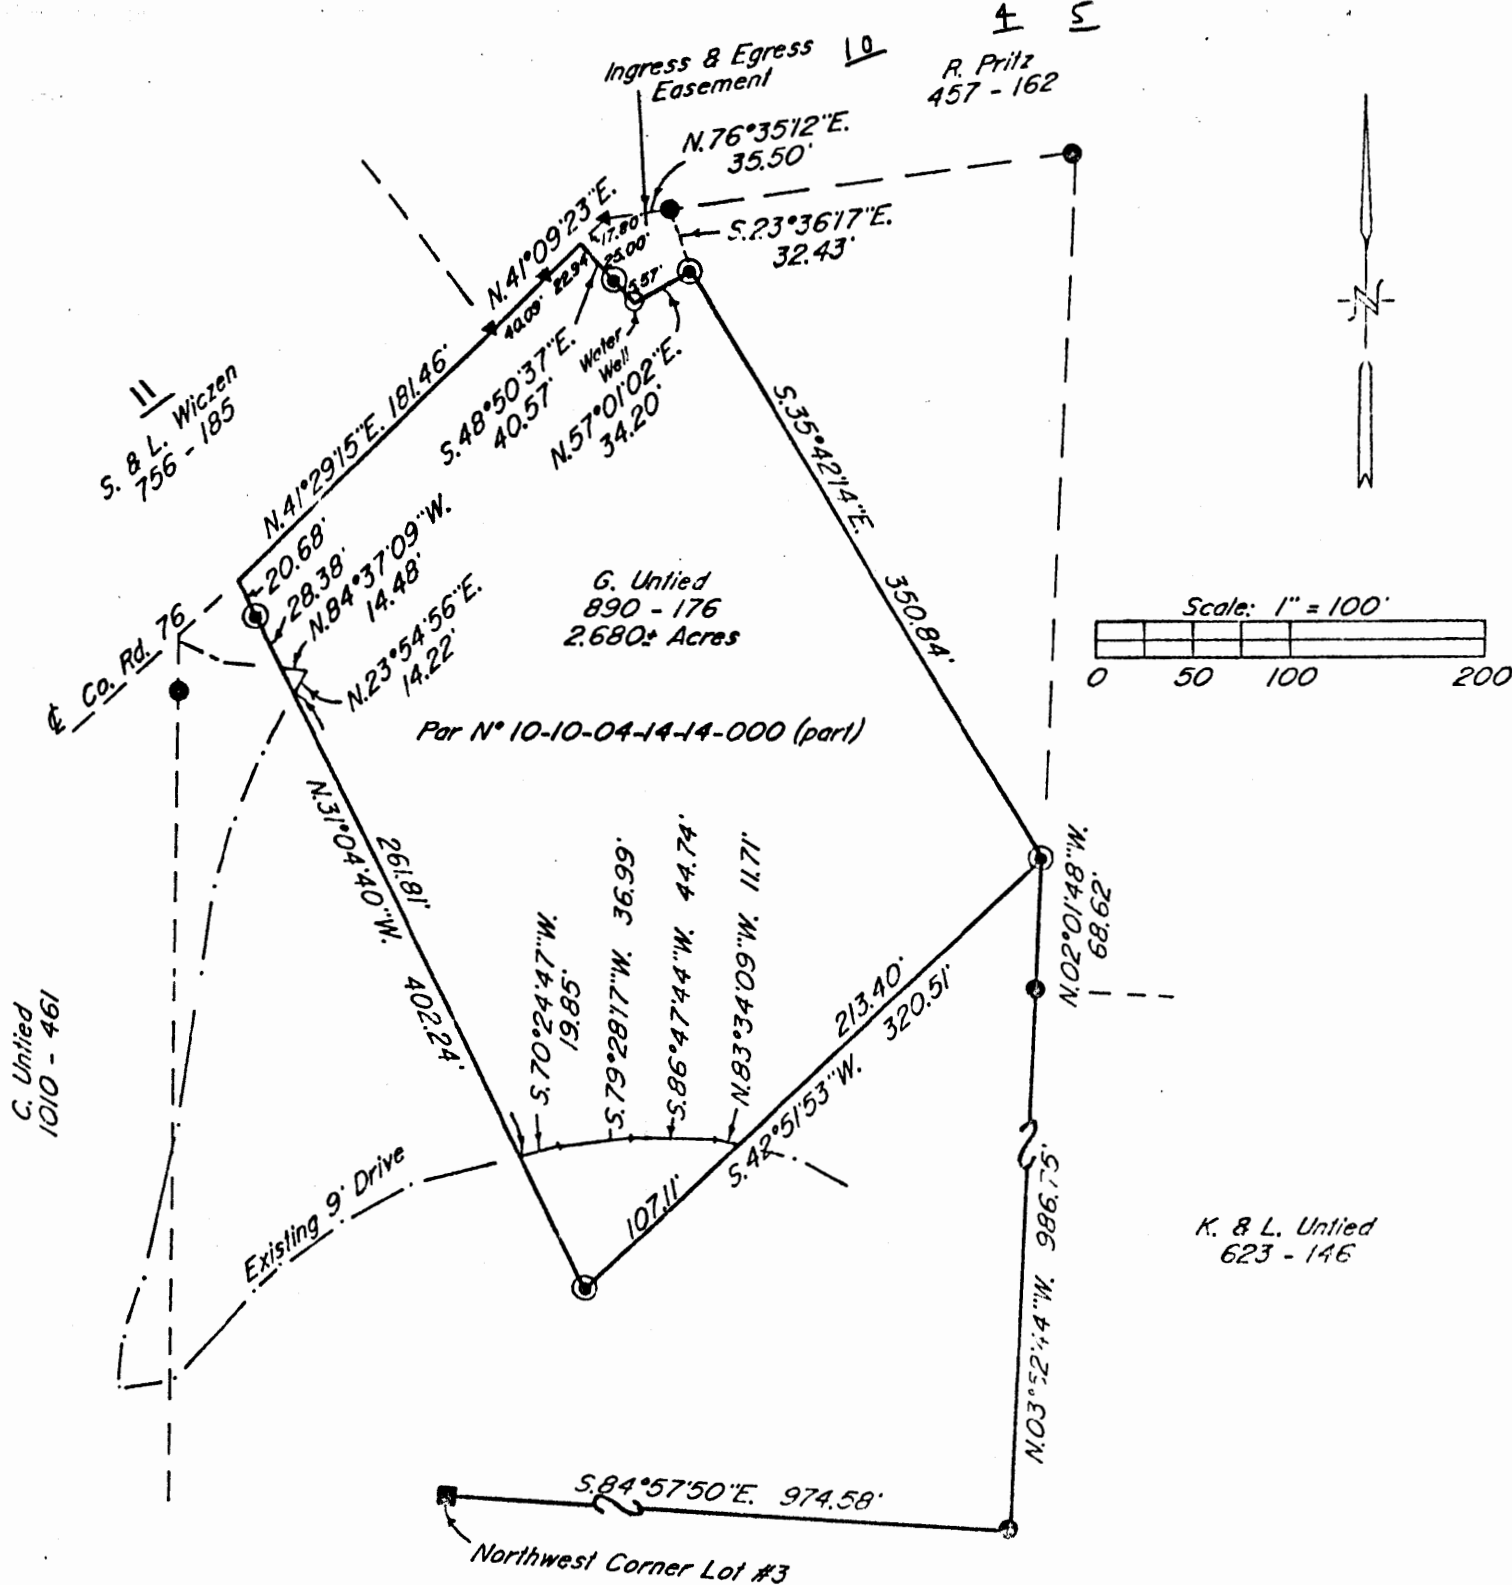 4 5
10
Ingress & Egress
Easement
R. Pritz
457 - 162
N.76°35'12"E.
35.50'
N.41°09'23"E.
17.80'
25.00'
22.94'
40.09'
5.57'
S.23°36'17"E.
32.43'
Water
Well
S.48°50'37"E.
40.57'
N.57°01'02"E.
34.20'
11
S. & L. Wiczen
756 - 185
N.41°29'15"E. 181.46'
S.35°42'14"E. 350.84'
20.68'
28.38'
N.84°37'09"W.
14.48'
N.23°54'56"E.
14.22'
℄ Co. Rd. 76
G. Untied
890 - 176
2.680± Acres
Par Nº 10-10-04-14-14-000 (part)
Scale: 1" = 100'
0 50 100 200
N
N.31°04'40"W. 402.24'
261.81'
S.70°24'47"W.
19.85'
S.79°28'17"W. 36.99'
S.86°47'44"W. 44.74'
N.83°34'09"W. 11.71'
N.02°01'48"W.
68.62'
213.40'
107.11'
S.42°51'53"W. 320.51'
C. Untied
1010 - 461
Existing 9' Drive
K. & L. Untied
623 - 146
986.75'
S.84°57'50"E. 974.58'
Northwest Corner Lot #3